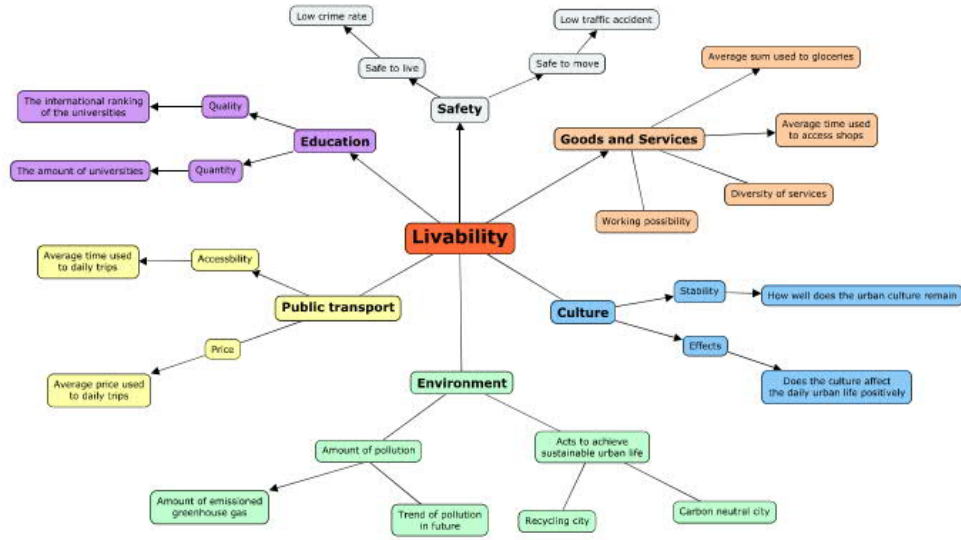 Low crime rate
Low traffic accident
Safe to live
Safe to move
Safety
Average sum used to gloceries
Average time used
to access shops
Goods and Services
Diversity of services
Working possibility
The international ranking
of the universities
Quality
Education
The amount of universities
Quantity
Livability
Average time used
to daily trips
Accessbility
Public transport
Price
Average price used
to daily trips
Stability
How well does the urban culture remain
Culture
Effects
Does the culture affect
the daily urban life positively
Environment
Amount of pollution
Acts to achieve
sustainable urban life
Amount of emissioned
greenhouse gas
Trend of pollution
in future
Recycling city
Carbon neutral city